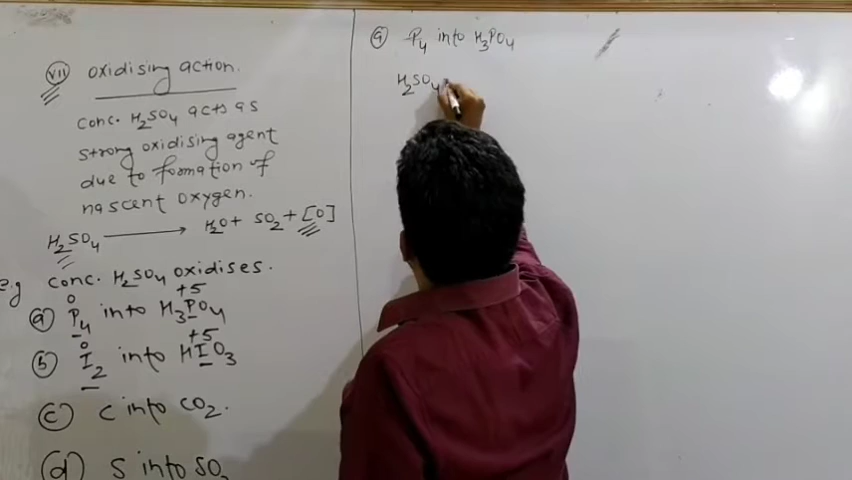 (VII) oxidising action.
conc. H2SO4 acts as
strong oxidising agent
due to formation of
nascent oxygen.
H2SO4 ⟶ H2O + SO2 + [O]
e.g conc. H2SO4 oxidises.
0 +5
(a) P4 into H3PO4
0 +5
(b) I2 into HIO3
(c) C into CO2.
(d) S into SO2
(a) P4 into H3PO4
H2SO4